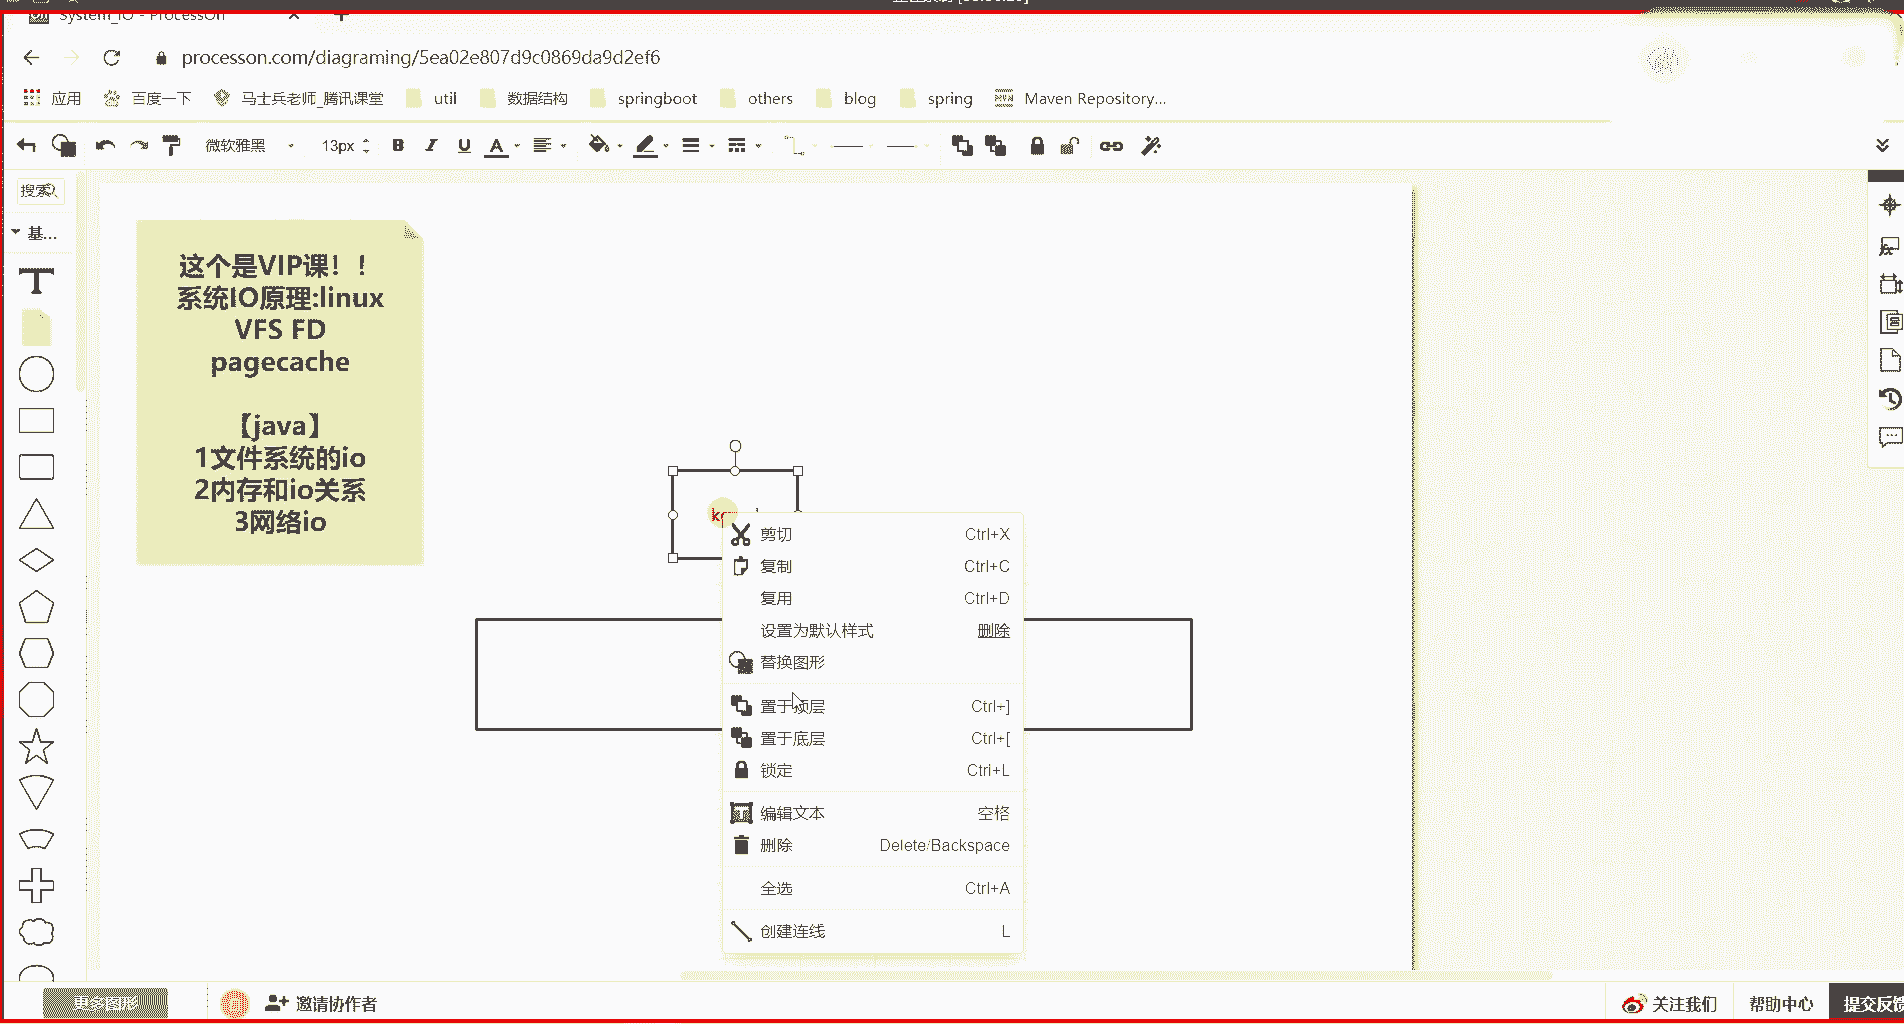 System_IO - ProcessOn
processon.com/diagraming/5ea02e807d9c0869da9d2ef6
应用
百度一下
马士兵老师_腾讯课堂
util
数据结构
springboot
others
blog
spring
Maven Repository...
微软雅黑
13px
B
I
U
A
搜索
基...
这个是VIP课！！
系统IO原理:linux
VFS FD
pagecache
【java】
1文件系统的io
2内存和io关系
3网络io
剪切 Ctrl+X
复制 Ctrl+C
复用 Ctrl+D
设置为默认样式 删除
替换图形
置于顶层 Ctrl+]
置于底层 Ctrl+[
锁定 Ctrl+L
编辑文本 空格
删除 Delete/Backspace
全选 Ctrl+A
创建连线 L
更多图形
邀请协作者
关注我们
帮助中心
提交反馈